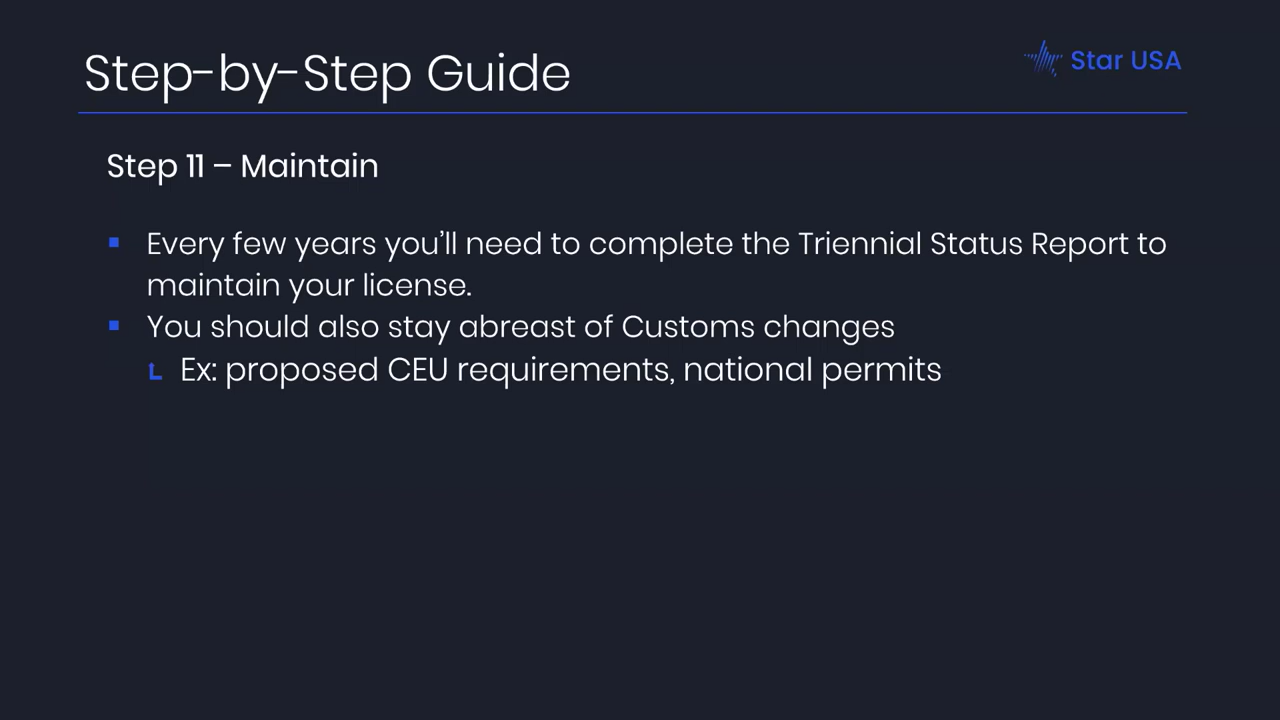 Step-by-Step Guide
Star USA
Step 11 – Maintain
Every few years you’ll need to complete the Triennial Status Report to
maintain your license.
You should also stay abreast of Customs changes
Ex: proposed CEU requirements, national permits